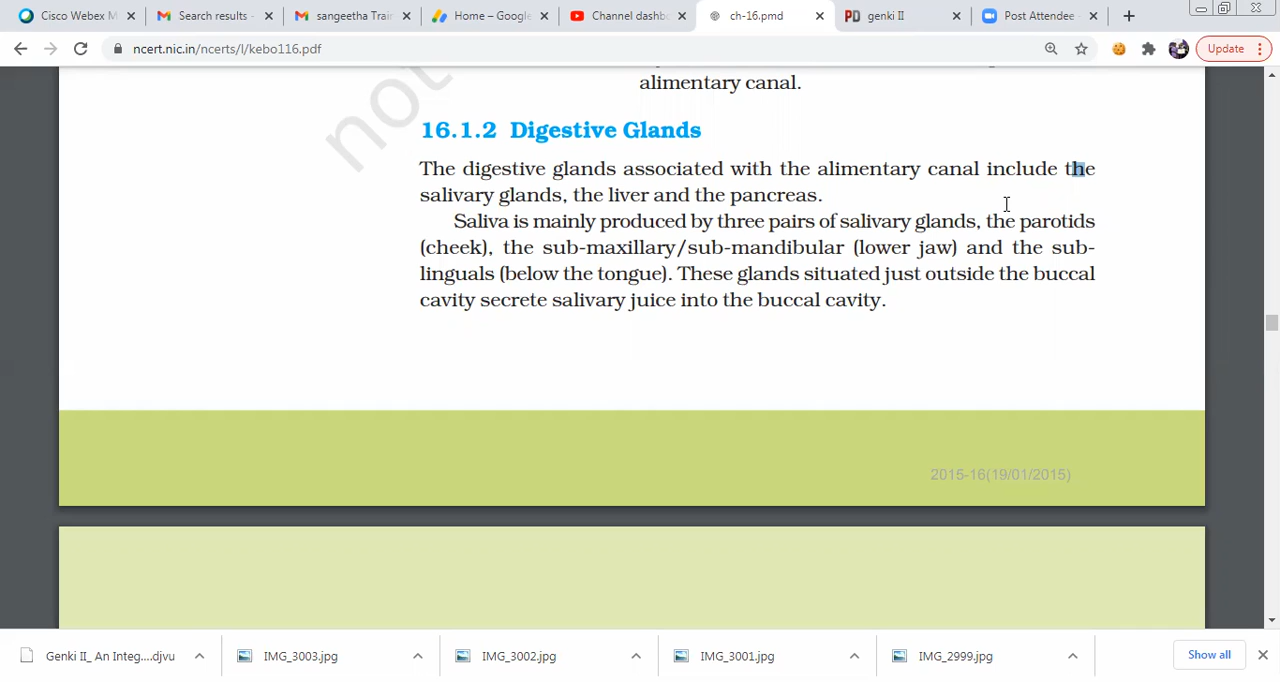 Cisco Webex M
Search results -
sangeetha Train
Home – Google
Channel dashb
ch-16.pmd
PD genki II
Post Attendee -
ncert.nic.in/ncerts/l/kebo116.pdf
Update
alimentary canal.
not
16.1.2 Digestive Glands
The digestive glands associated with the alimentary canal include the
salivary glands, the liver and the pancreas.
Saliva is mainly produced by three pairs of salivary glands, the parotids
(cheek), the sub-maxillary/sub-mandibular (lower jaw) and the sub-
linguals (below the tongue). These glands situated just outside the buccal
cavity secrete salivary juice into the buccal cavity.
2015-16(19/01/2015)
Genki II_ An Integ....djvu
IMG_3003.jpg
IMG_3002.jpg
IMG_3001.jpg
IMG_2999.jpg
Show all